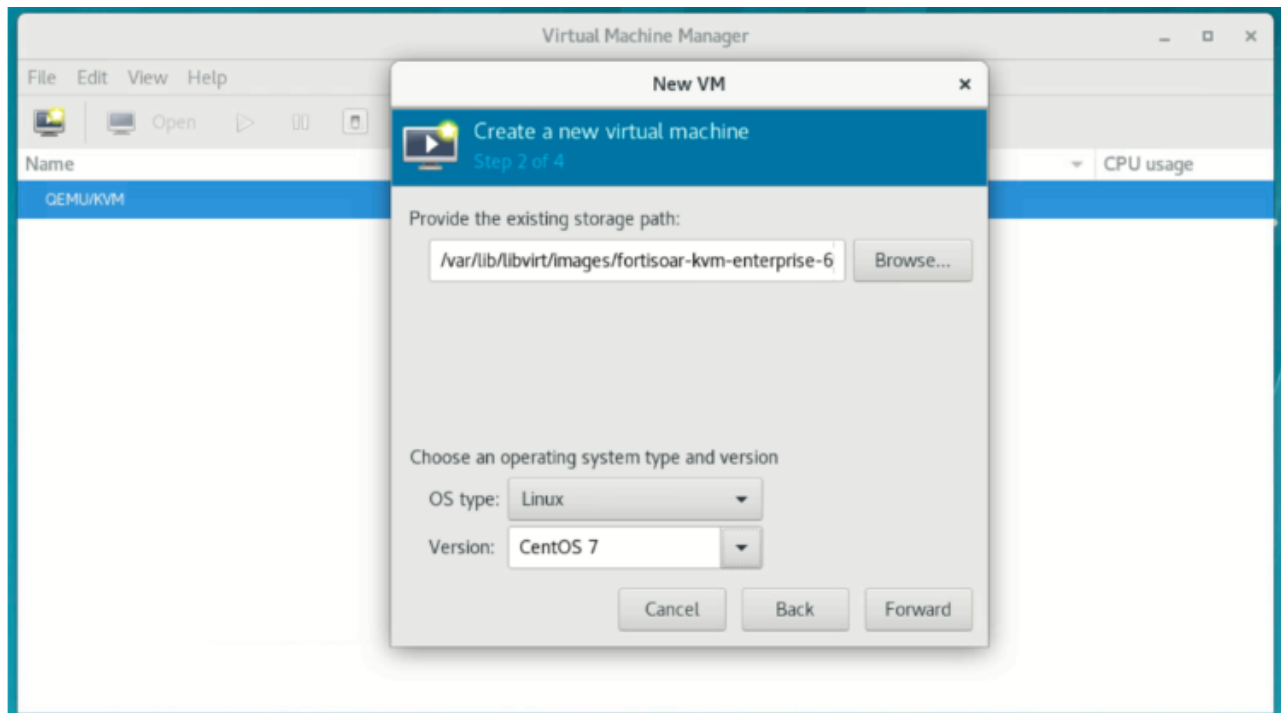 Virtual Machine Manager
File Edit View Help
New VM
Open
Create a new virtual machine
Step 2 of 4
Name
CPU usage
QEMU/KVM
Provide the existing storage path:
/var/lib/libvirt/images/fortisoar-kvm-enterprise-6
Browse...
Choose an operating system type and version
OS type: Linux
Version: CentOS 7
Cancel Back Forward